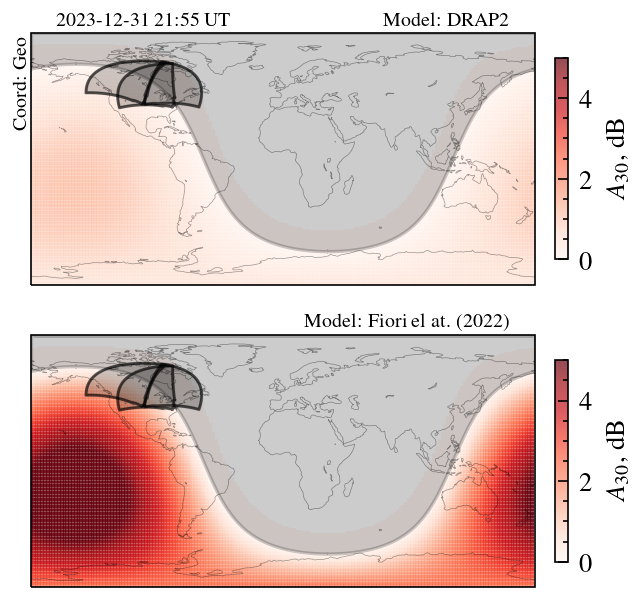 2023-12-31 21:55 UT
Model: DRAP2
Coord: Geo
4
2
0
A30, dB
Model: Fiori el at. (2022)
4
2
0
A30, dB